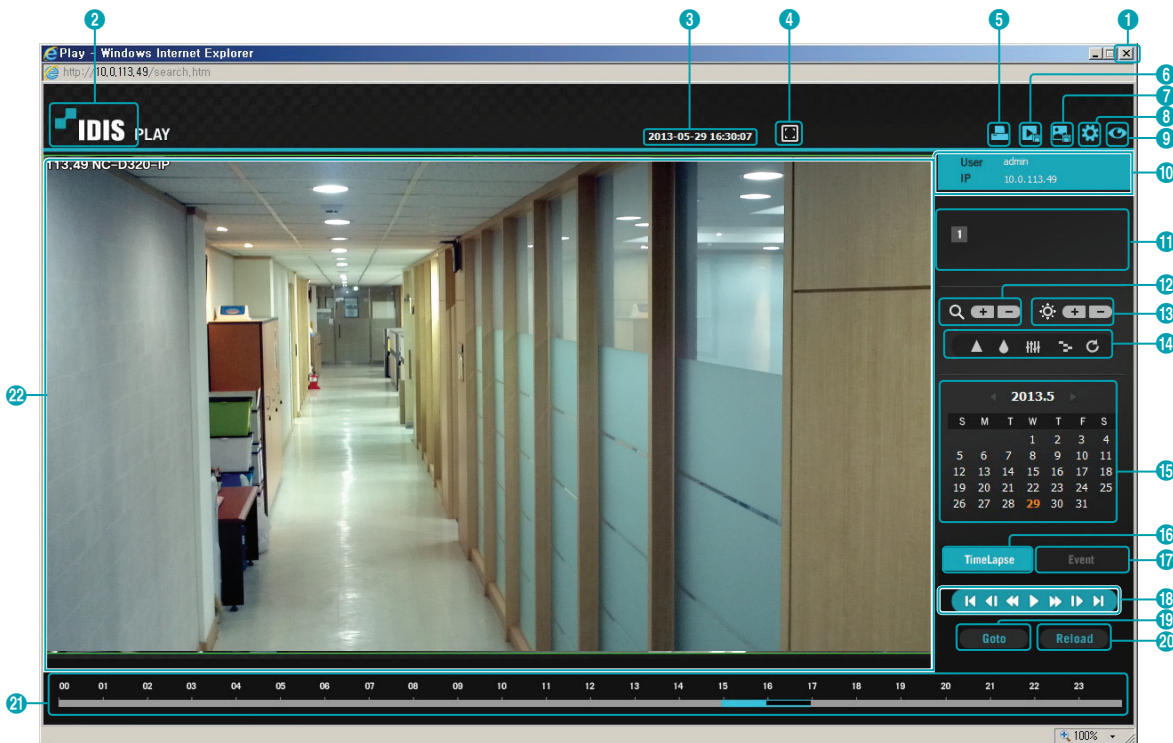 2 3 4 5 1
Play - Windows Internet Explorer
http://10.0.113.49/search.htm
6
7
8
9
IDIS PLAY
2013-05-29 16:30:07
113.49 NC-D320-IP
User admin
IP 10.0.113.49
10
1
11
12
13
14
2013.5
S M T W T F S
1 2 3 4
5 6 7 8 9 10 11
12 13 14 15 16 17 18
19 20 21 22 23 24 25
26 27 28 29 30 31
15
22
16
TimeLapse Event
17
18
19
Goto Reload
20
00 01 02 03 04 05 06 07 08 09 10 11 12 13 14 15 16 17 18 19 20 21 22 23
21
100%